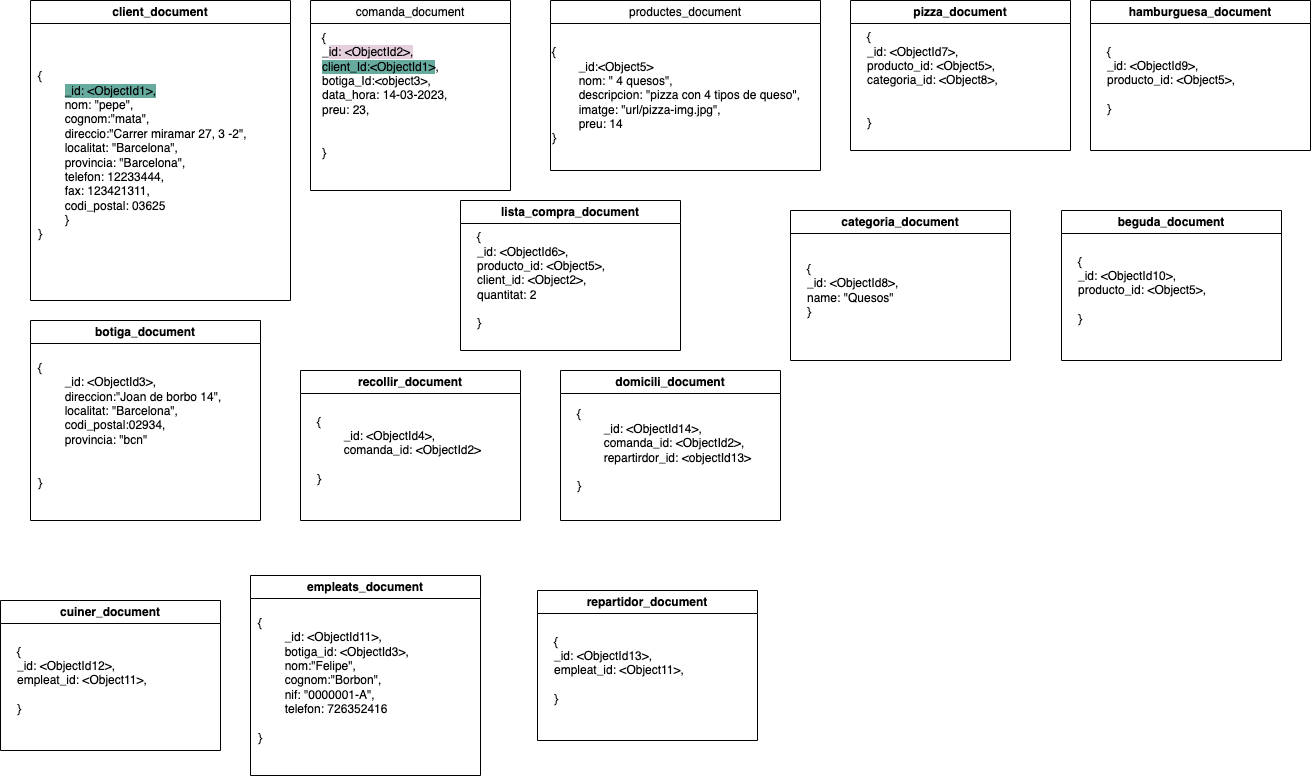 client_document
{
_id: <ObjectId1>,
nom: "pepe",
cognom:"mata",
direccio:"Carrer miramar 27, 3 -2",
localitat: "Barcelona",
provincia: "Barcelona",
telefon: 12233444,
fax: 123421311,
codi_postal: 03625
}
}
comanda_document
{
_id: <ObjectId2>,
client_Id:<ObjectId1>,
botiga_Id:<object3>,
data_hora: 14-03-2023,
preu: 23,
}
productes_document
{
_id:<Object5>
nom: " 4 quesos",
descripcion: "pizza con 4 tipos de queso",
imatge: "url/pizza-img.jpg",
preu: 14
}
pizza_document
{
_id: <ObjectId7>,
producto_id: <Object5>,
categoria_id: <Object8>,
}
hamburguesa_document
{
_id: <ObjectId9>,
producto_id: <Object5>,
}
lista_compra_document
{
_id: <ObjectId6>,
producto_id: <Object5>,
client_id: <Object2>,
quantitat: 2
}
categoria_document
{
_id: <ObjectId8>,
name: "Quesos"
}
beguda_document
{
_id: <ObjectId10>,
producto_id: <Object5>,
}
botiga_document
{
_id: <ObjectId3>,
direccion:"Joan de borbo 14",
localitat: "Barcelona",
codi_postal:02934,
provincia: "bcn"
}
recollir_document
{
_id: <ObjectId4>,
comanda_id: <ObjectId2>
}
domicili_document
{
_id: <ObjectId14>,
comanda_id: <ObjectId2>,
repartirdor_id: <objectId13>
}
cuiner_document
{
_id: <ObjectId12>,
empleat_id: <Object11>,
}
empleats_document
{
_id: <ObjectId11>,
botiga_id: <ObjectId3>,
nom:"Felipe",
cognom:"Borbon",
nif: "0000001-A",
telefon: 726352416
}
repartidor_document
{
_id: <ObjectId13>,
empleat_id: <Object11>,
}